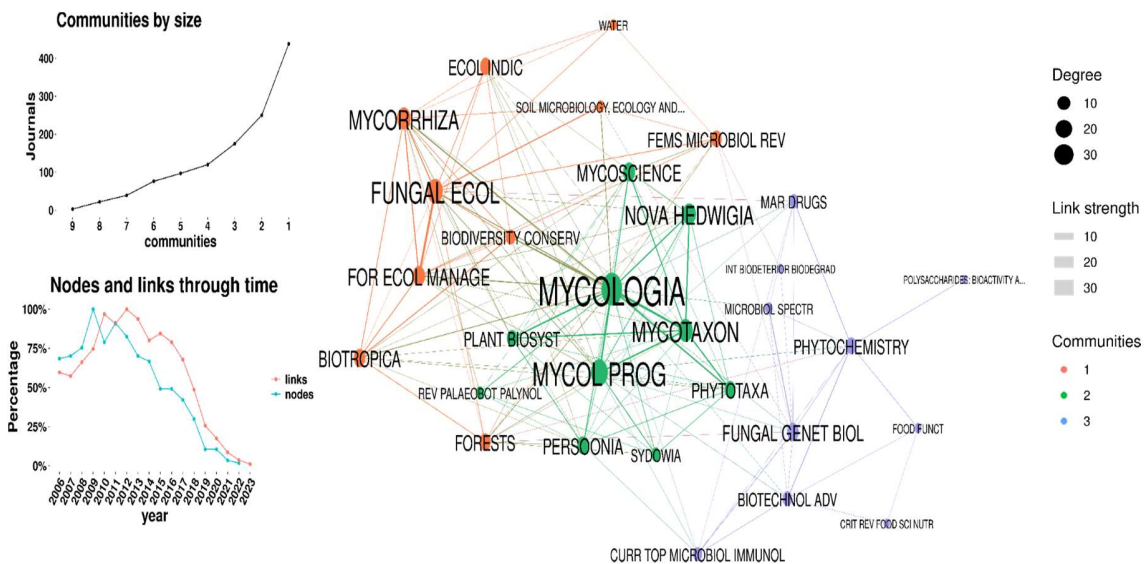 Communities by size
Journals
400
300
200
100
0
9 8 7 6 5 4 3 2 1
communities
Nodes and links through time
Percentage
100%
75%
50%
25%
0%
2006 2007 2008 2009 2010 2011 2012 2013 2014 2015 2016 2017 2018 2019 2020 2021 2022 2023
year
links
nodes
WATER
ECOL INDIC
SOIL MICROBIOLOGY, ECOLOGY AND...
MYCORRHIZA
FEMS MICROBIOL REV
MYCOSCIENCE
FUNGAL ECOL
MAR DRUGS
NOVA HEDWIGIA
BIODIVERSITY CONSERV
INT BIODETERIOR BIODEGRAD
FOR ECOL MANAGE
POLYSACCHARIDES: BIOACTIVITY A...
MYCOLOGIA
MICROBIOL SPECTR
MYCOTAXON
PLANT BIOSYST
PHYTOCHEMISTRY
BIOTROPICA
MYCOL PROG
PHYTOTAXA
REV PALAEOBOT PALYNOL
FOOD FUNCT
FUNGAL GENET BIOL
FORESTS
PERSOONIA
SYDOWIA
BIOTECHNOL ADV
CRIT REV FOOD SCI NUTR
CURR TOP MICROBIOL IMMUNOL
Degree
10
20
30
Link strength
10
20
30
Communities
1
2
3